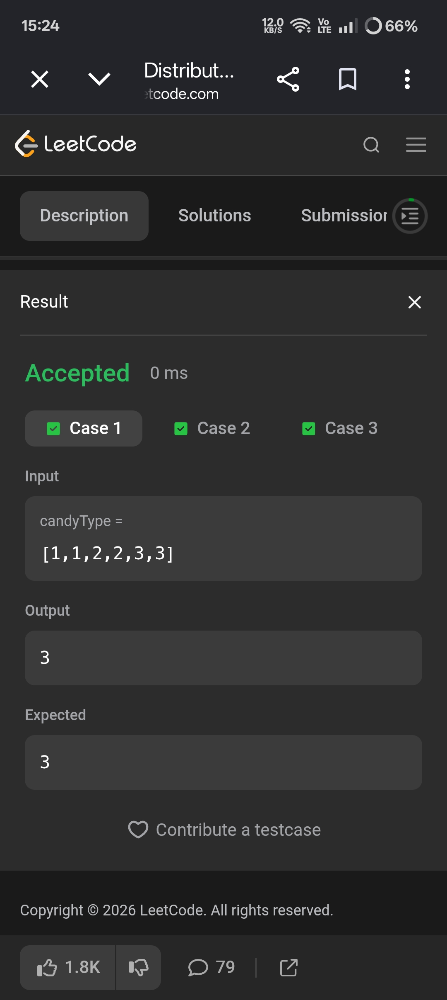 15:24
12.0
KB/S
Vo
LTE
66%
Distribut...
etcode.com
LeetCode
Description
Solutions
Submission
Result
Accepted
0 ms
Case 1
Case 2
Case 3
Input
candyType =
[1,1,2,2,3,3]
Output
3
Expected
3
Contribute a testcase
Copyright © 2026 LeetCode. All rights reserved.
1.8K
79